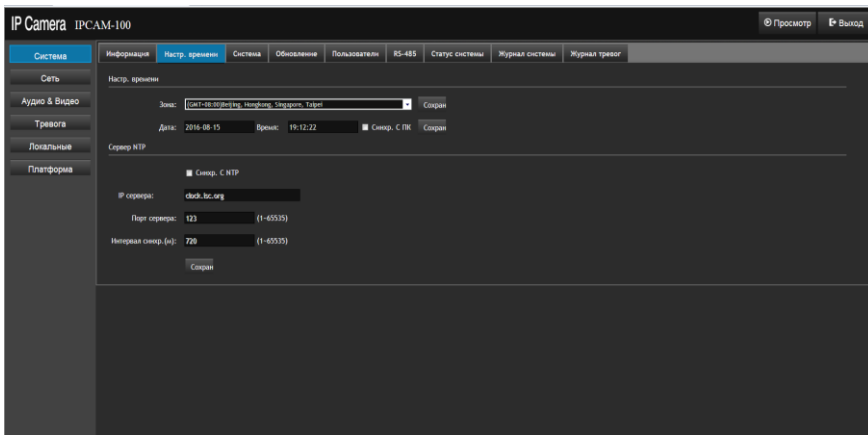 IP Camera IPCAM-100
Просмотр Выход
Система
Сеть
Аудио & Видео
Тревога
Локальные
Платформа
Информация Настр. времени Система Обновление Пользователи RS-485 Статус системы Журнал системы Журнал тревог
Настр. времени
Зона: (GMT+08:00)Beijing, Hongkong, Singapore, Taipei Сохран
Дата: 2016-08-15 Время: 19:12:22 Синхр. С ПК Сохран
Сервер NTP
Синхр. С NTP
IP сервера: clock.isc.org
Порт сервера: 123 (1-65535)
Интервал синхр.(м): 720 (1-65535)
Сохран